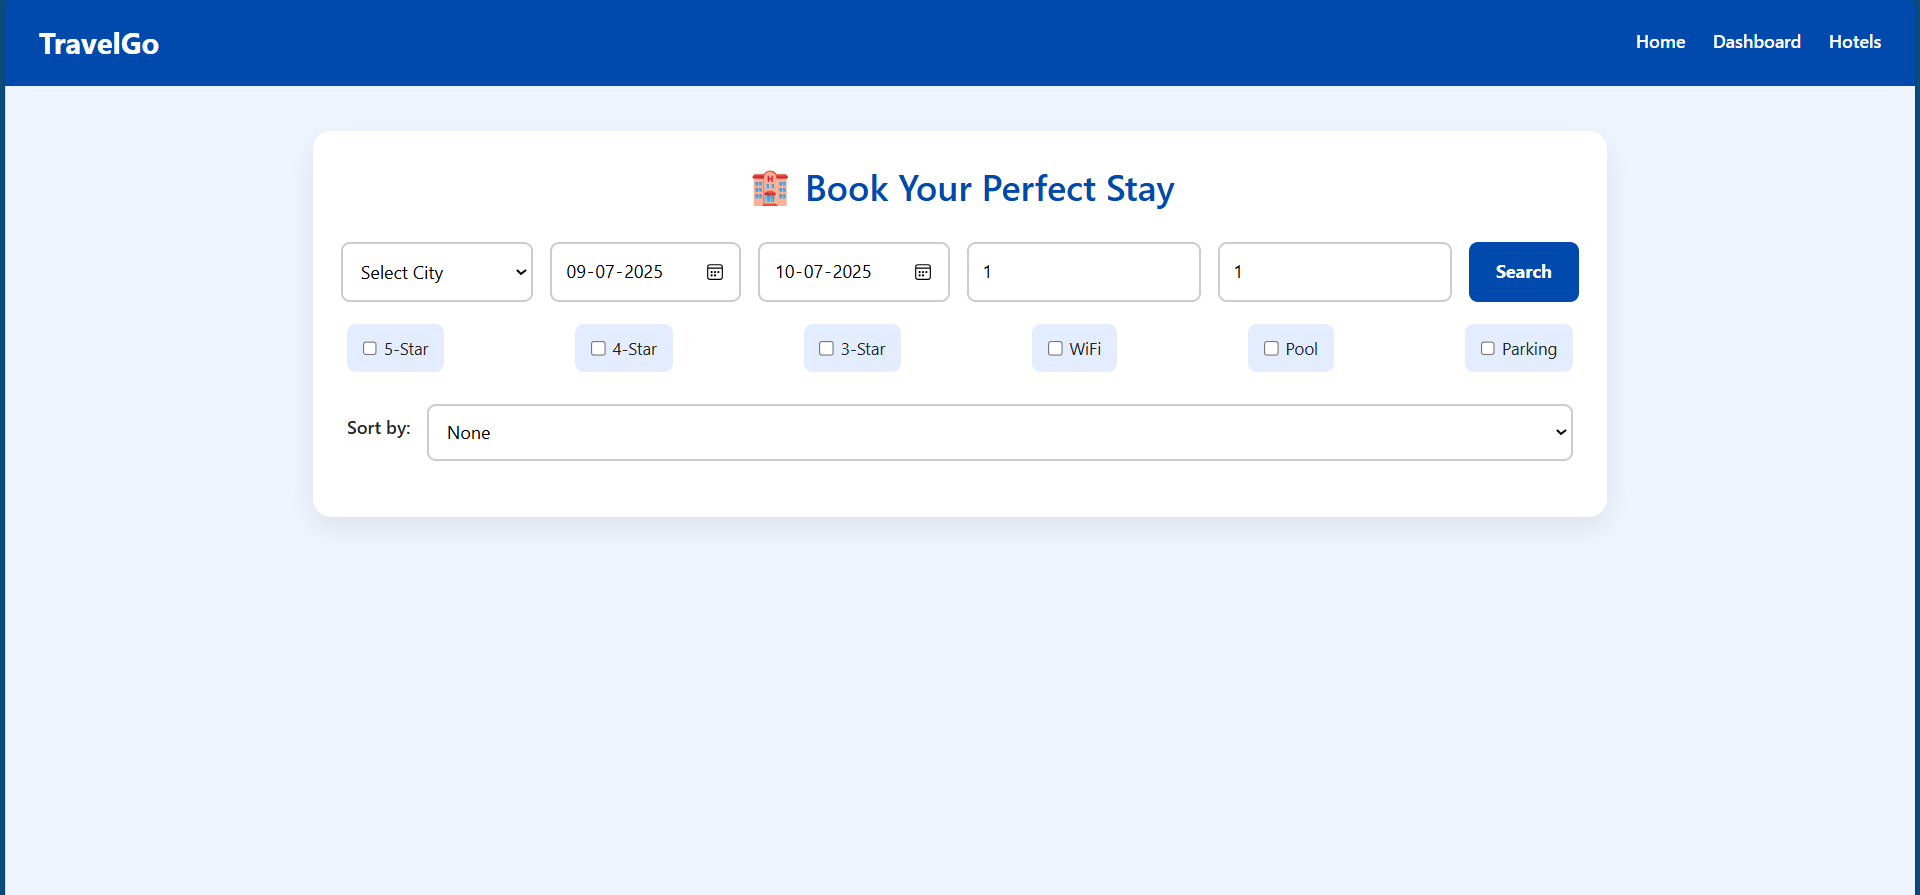 TravelGo
Home Dashboard Hotels
Book Your Perfect Stay
Select City 09-07-2025 10-07-2025 1 1 Search
5-Star 4-Star 3-Star WiFi Pool Parking
Sort by: None